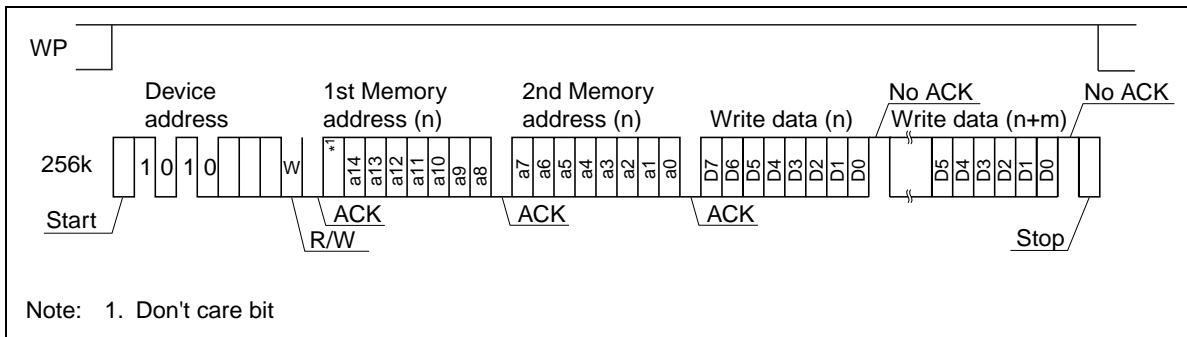 WP
Device address
1st Memory address (n)
2nd Memory address (n)
Write data (n)
No ACK
Write data (n+m)
No ACK
256k
1 0 1 0 W *1 a14 a13 a12 a11 a10 a9 a8 a7 a6 a5 a4 a3 a2 a1 a0 D7 D6 D5 D4 D3 D2 D1 D0 D5 D4 D3 D2 D1 D0
Start
R/W
ACK
ACK
ACK
Stop
Note: 1. Don't care bit